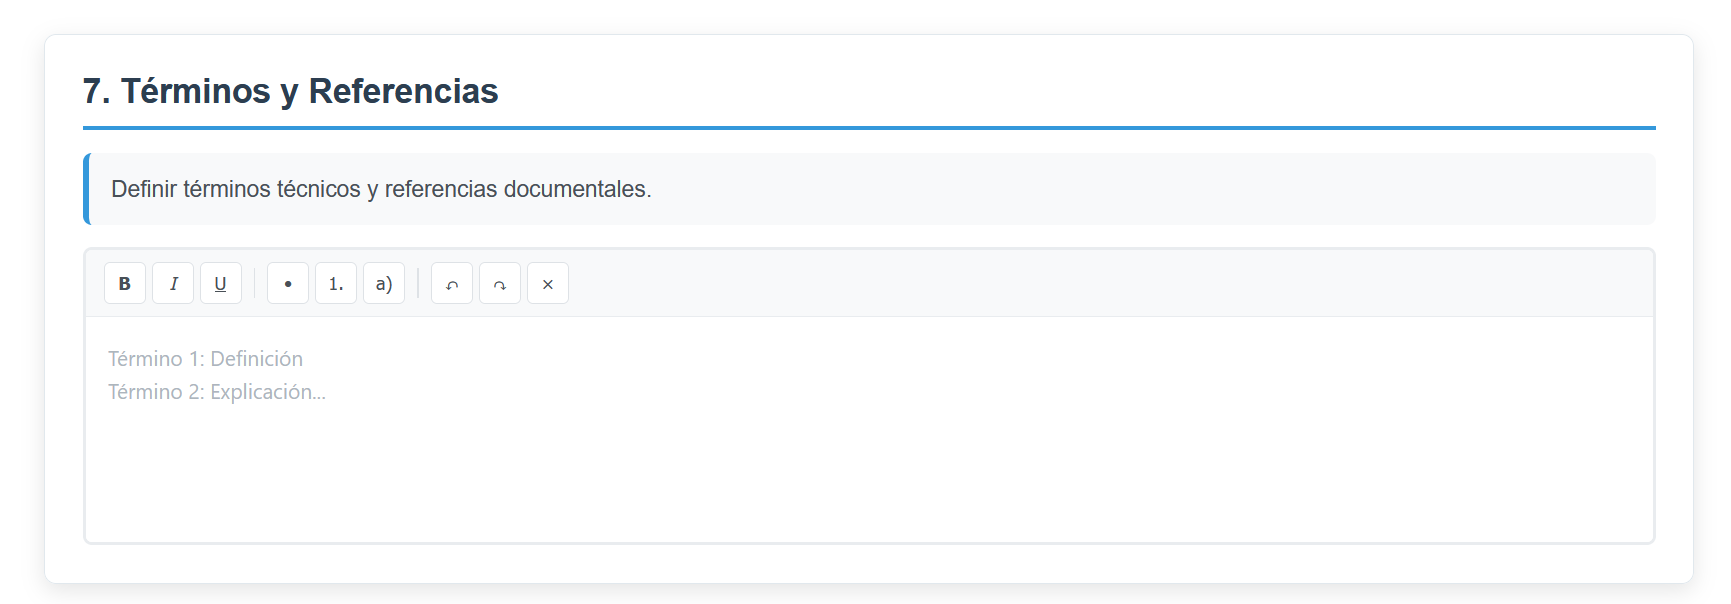 7. Términos y Referencias
Definir términos técnicos y referencias documentales.
B I U • 1. a) ↶ ↷ ×
Término 1: Definición
Término 2: Explicación...